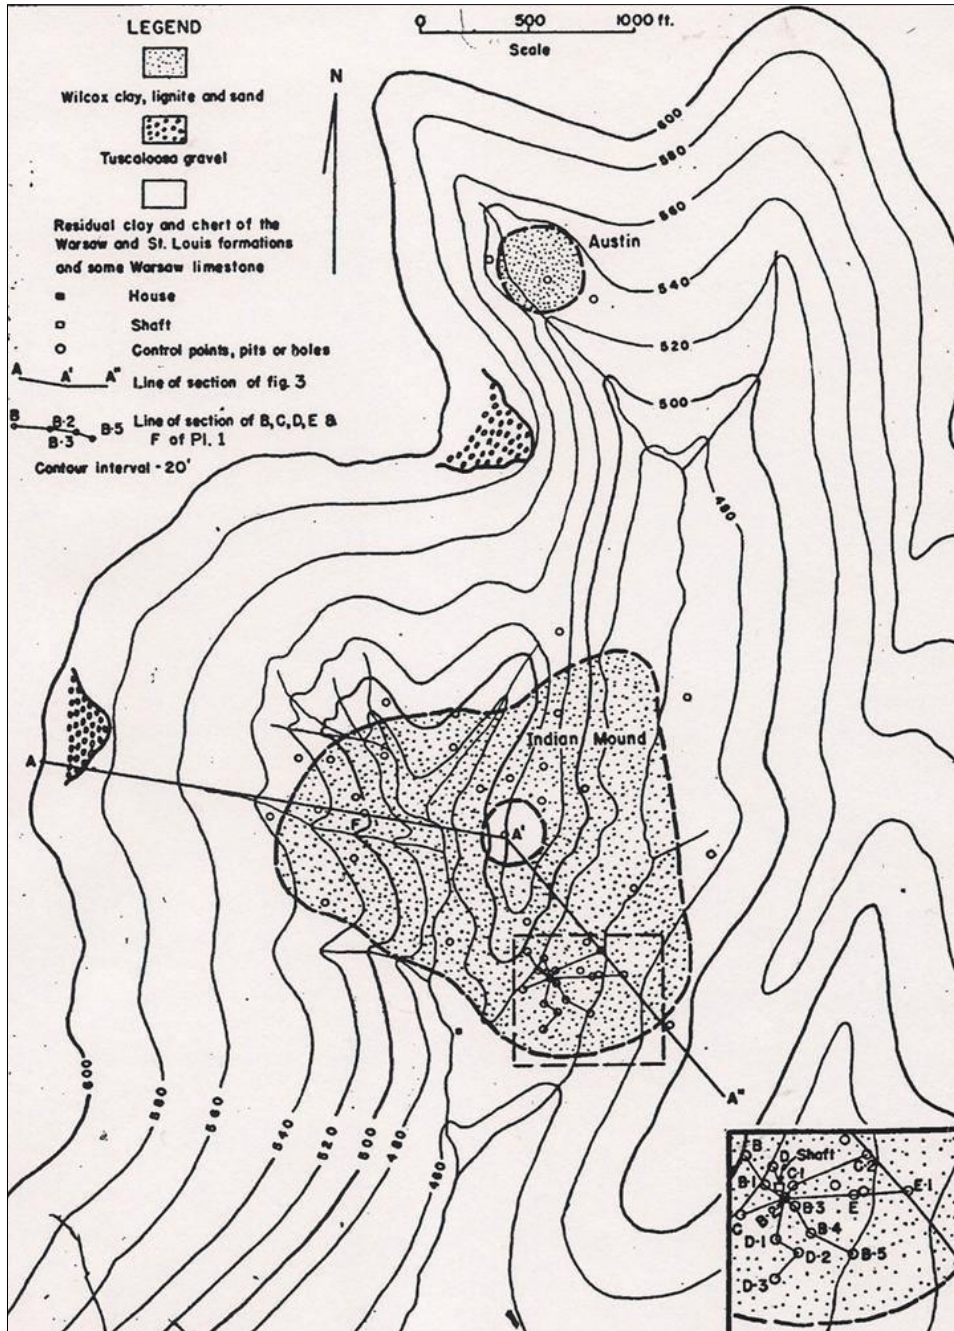 LEGEND
Wilcox clay, lignite and sand
Tuscaloosa gravel
Residual clay and chert of the
Warsaw and St. Louis formations
and some Warsaw limestone
House
Shaft
Control points, pits or holes
A A' A" Line of section of fig. 3
B B-2 B-3 B-5 Line of section of B, C, D, E &
F of Pl. 1
Contour interval - 20'
0 500 1000 ft.
Scale
N
600
580
560
Austin
540
520
500
480
Indian Mound
A
F
A'
A"
600
580
560
540
520
500
480
460
B
D
Shaft
C-1
C-2
B-1
E-1
C
B-2
B-3
E
D-1
B-4
D-2
B-5
D-3